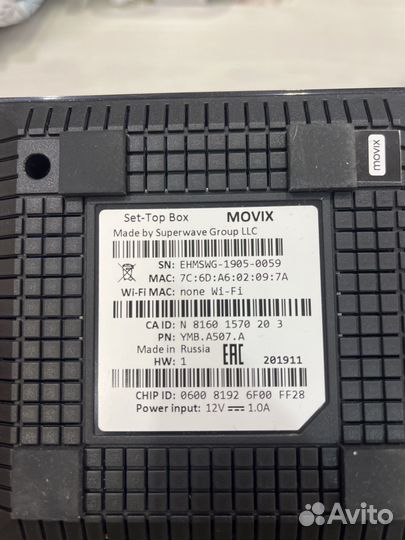 movix
Set-Top Box MOVIX
Made by Superwave Group LLC
SN: EHMSWG-1905-0059
MAC: 7C:6D:A6:02:09:7A
Wi-Fi MAC: none Wi-Fi
CA ID: N 8160 1570 20 3
PN: YMB.A507.A
Made in Russia EAC
HW: 1 201911
CHIP ID: 0600 8192 6F00 FF28
Power input: 12V 1.0A
Avito